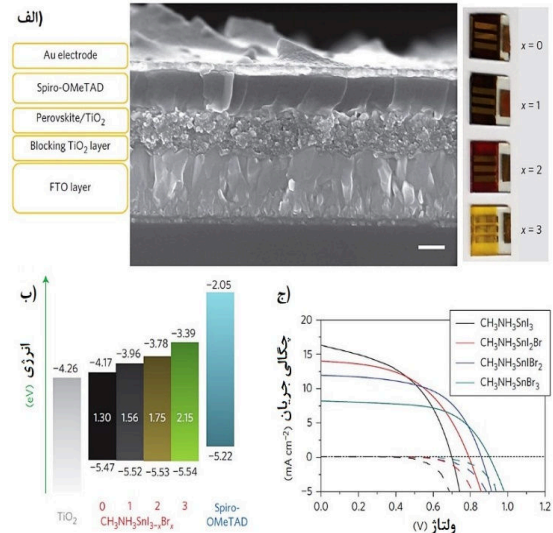 الف)
Au electrode
Spiro-OMeTAD
Perovskite/TiO2
Blocking TiO2 layer
FTO layer
x = 0
x = 1
x = 2
x = 3
ب)
انرژی
(eV)
−4.26
−4.17
−3.96
−3.78
−3.39
−2.05
1.30
1.56
1.75
2.15
−5.47
−5.52
−5.53
−5.54
−5.22
TiO2
0 1 2 3
CH3NH3SnI3−xBrx
Spiro-
OMeTAD
ج)
چگالی جریان
(mA cm−2)
20
15
10
5
0
−5
CH3NH3SnI3
CH3NH3SnI2Br
CH3NH3SnIBr2
CH3NH3SnBr3
0.0 0.2 0.4 0.6 0.8 1.0 1.2
ولتاژ (V)